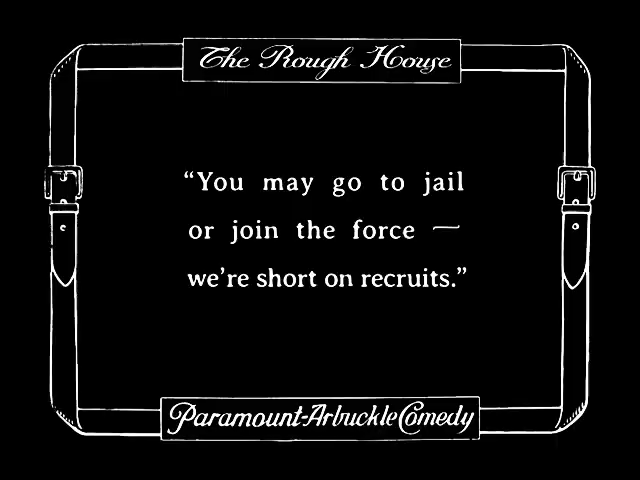 The Rough House
“You may go to jail
or join the force —
we're short on recruits.”
Paramount-Arbuckle Comedy